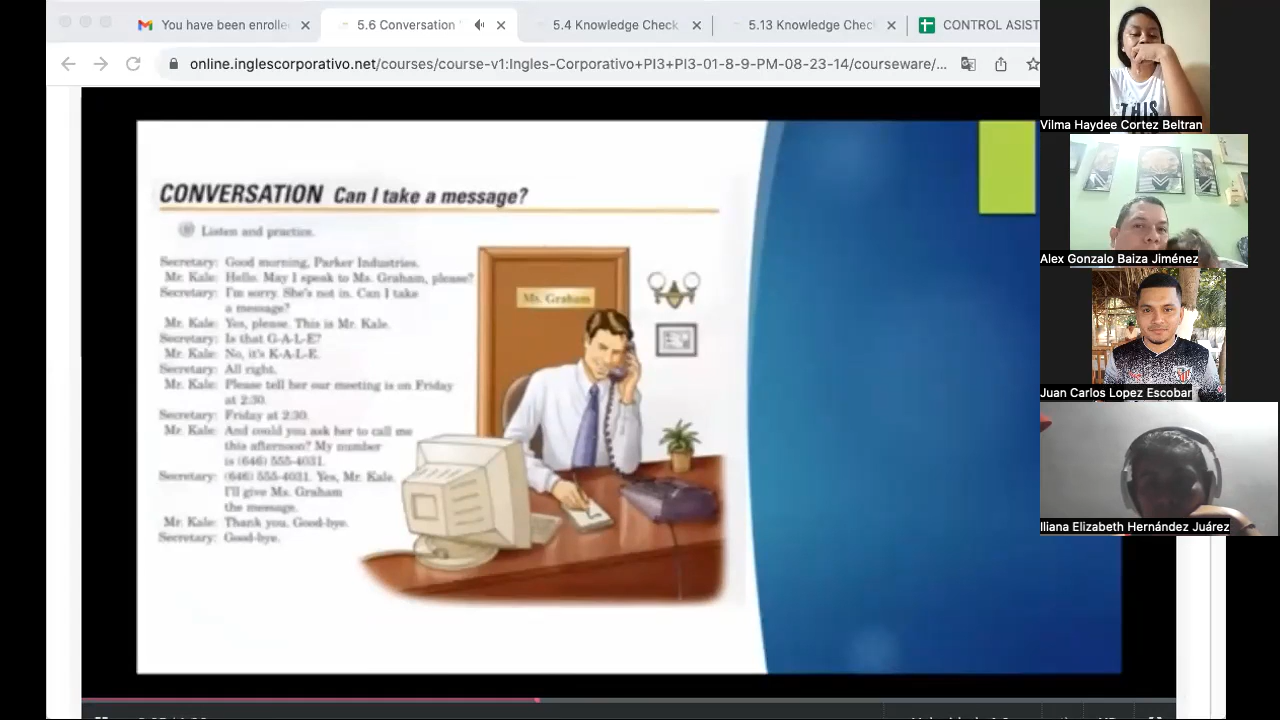 You have been enrolle
5.6 Conversation
5.4 Knowledge Check
5.13 Knowledge Chec
CONTROL ASIST
online.inglescorporativo.net/courses/course-v1:Ingles-Corporativo+PI3+PI3-01-8-9-PM-08-23-14/courseware/...
CONVERSATION Can I take a message?
Listen and practice.
Secretary: Good morning, Parker Industries.
Mr. Kale: Hello. May I speak to Ms. Graham, please?
Secretary: I'm sorry. She's not in. Can I take
a message?
Mr. Kale: Yes, please. This is Mr. Kale.
Secretary: Is that G-A-L-E?
Mr. Kale: No, it's K-A-L-E.
Secretary: All right.
Mr. Kale: Please tell her our meeting is on Friday
at 2:30.
Secretary: Friday at 2:30.
Mr. Kale: And could you ask her to call me
this afternoon? My number
is (646) 555-4031.
Secretary: (646) 555-4031. Yes, Mr. Kale.
I'll give Ms. Graham
the message.
Mr. Kale: Thank you. Good-bye.
Secretary: Good-bye.
Ms. Graham
THIS
Vilma Haydee Cortez Beltran
Alex Gonzalo Baiza Jiménez
Juan Carlos Lopez Escobar
Iliana Elizabeth Hernández Juárez